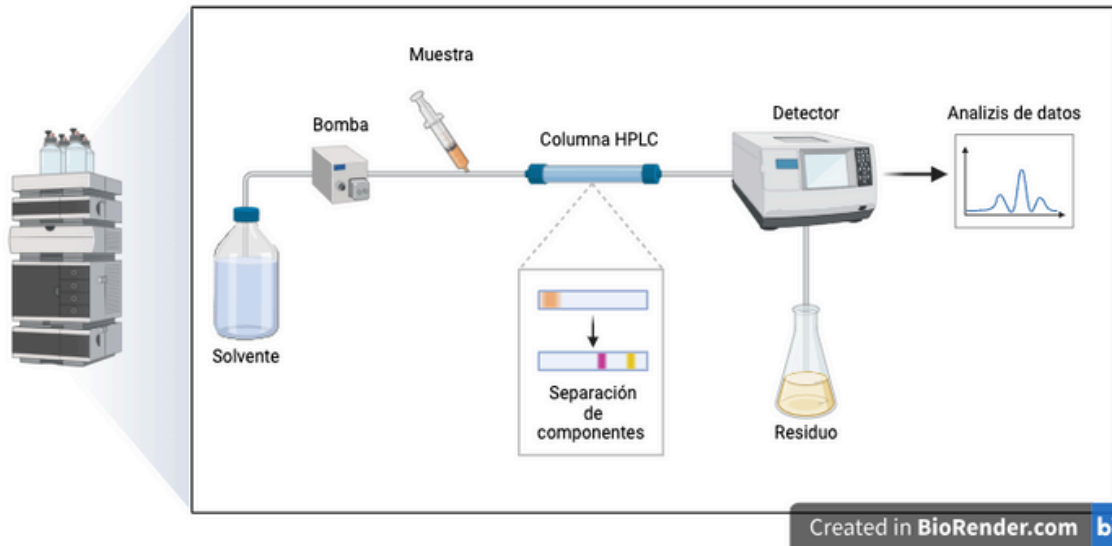 Muestra
Bomba
Columna HPLC
Detector
Analizis de datos
Solvente
Separación
de
componentes
Residuo
Created in BioRender.com b